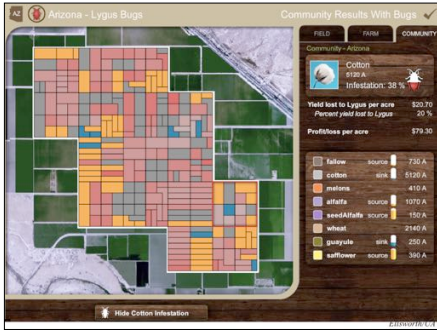 AZ
Arizona - Lygus Bugs
Community Results With Bugs
FIELD FARM COMMUNITY
Community - Arizona
Cotton
5120 A
Infestation: 38 %
Yield lost to Lygus per acre $20.70
Percent yield lost to Lygus 20 %
Profit/loss per acre $79.30
fallow source 730 A
cotton sink 5120 A
melons 410 A
alfalfa source 1070 A
seedAlfalfa source 150 A
wheat 2140 A
guayule sink 250 A
safflower source 390 A
Hide Cotton Infestation